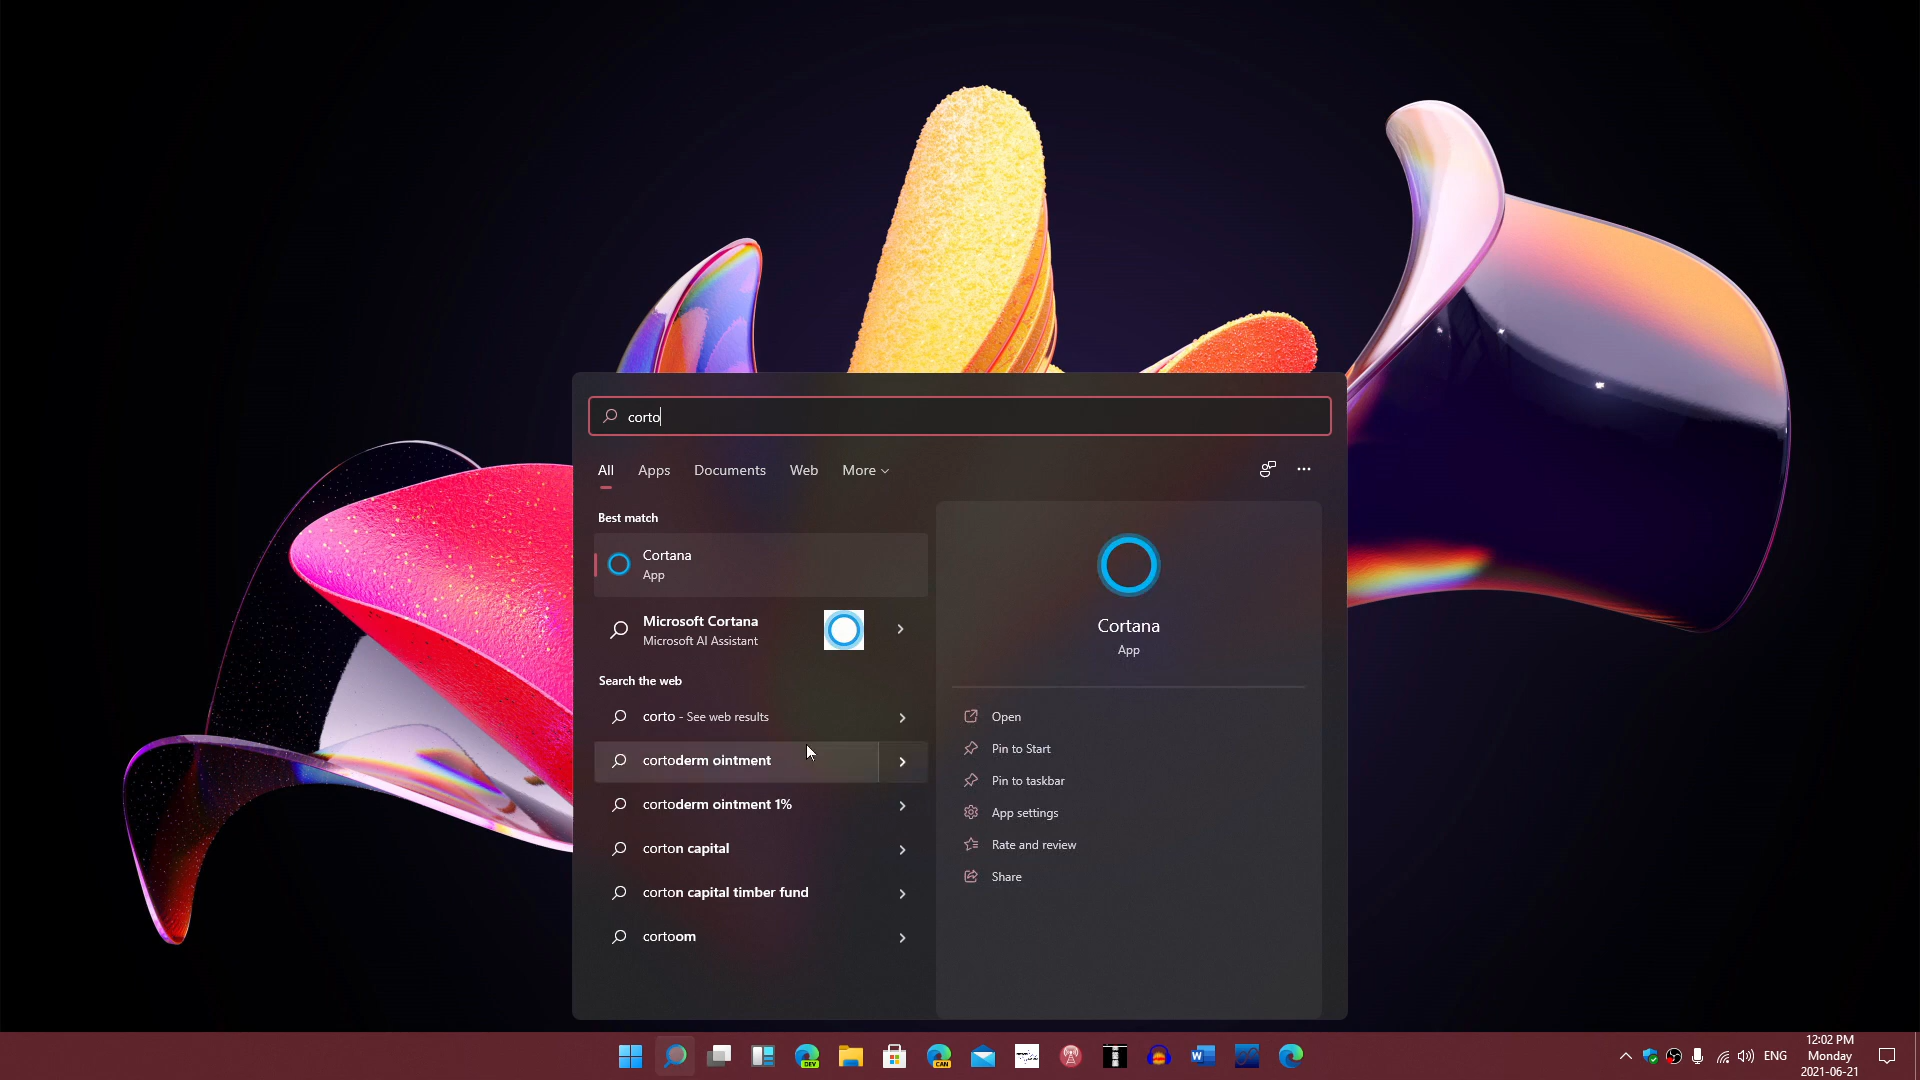 corto
All Apps Documents Web More
Best match
Cortana
App
Microsoft Cortana
Microsoft AI Assistant
Search the web
corto - See web results
cortoderm ointment
cortoderm ointment 1%
corton capital
corton capital timber fund
cortoom
Cortana
App
Open
Pin to Start
Pin to taskbar
App settings
Rate and review
Share
DEV
CAN
ENG
12:02 PM
Monday
2021-06-21